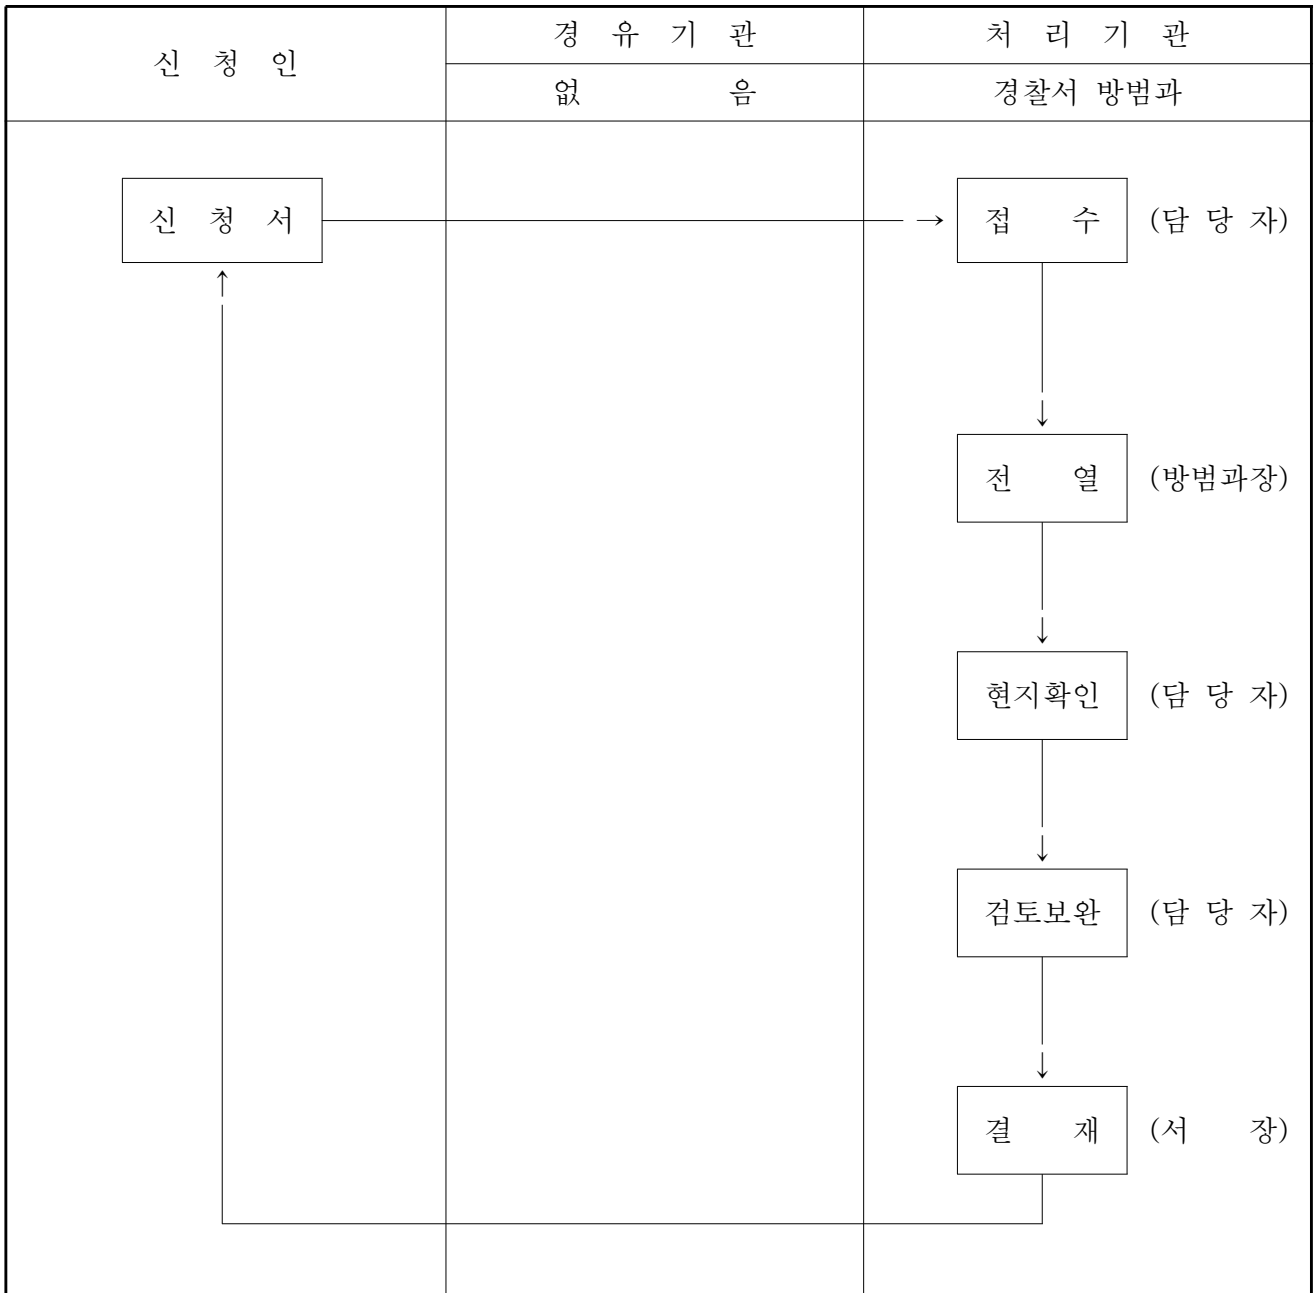 신 청 인
경 유 기 관
처 리 기 관
없 음
경찰서 방범과
신 청 서 → 접 수 (담 당 자)
↑
↓
전 열 (방범과장)
↓
현지확인 (담 당 자)
↓
검토보완 (담 당 자)
↓
결 재 (서 장)